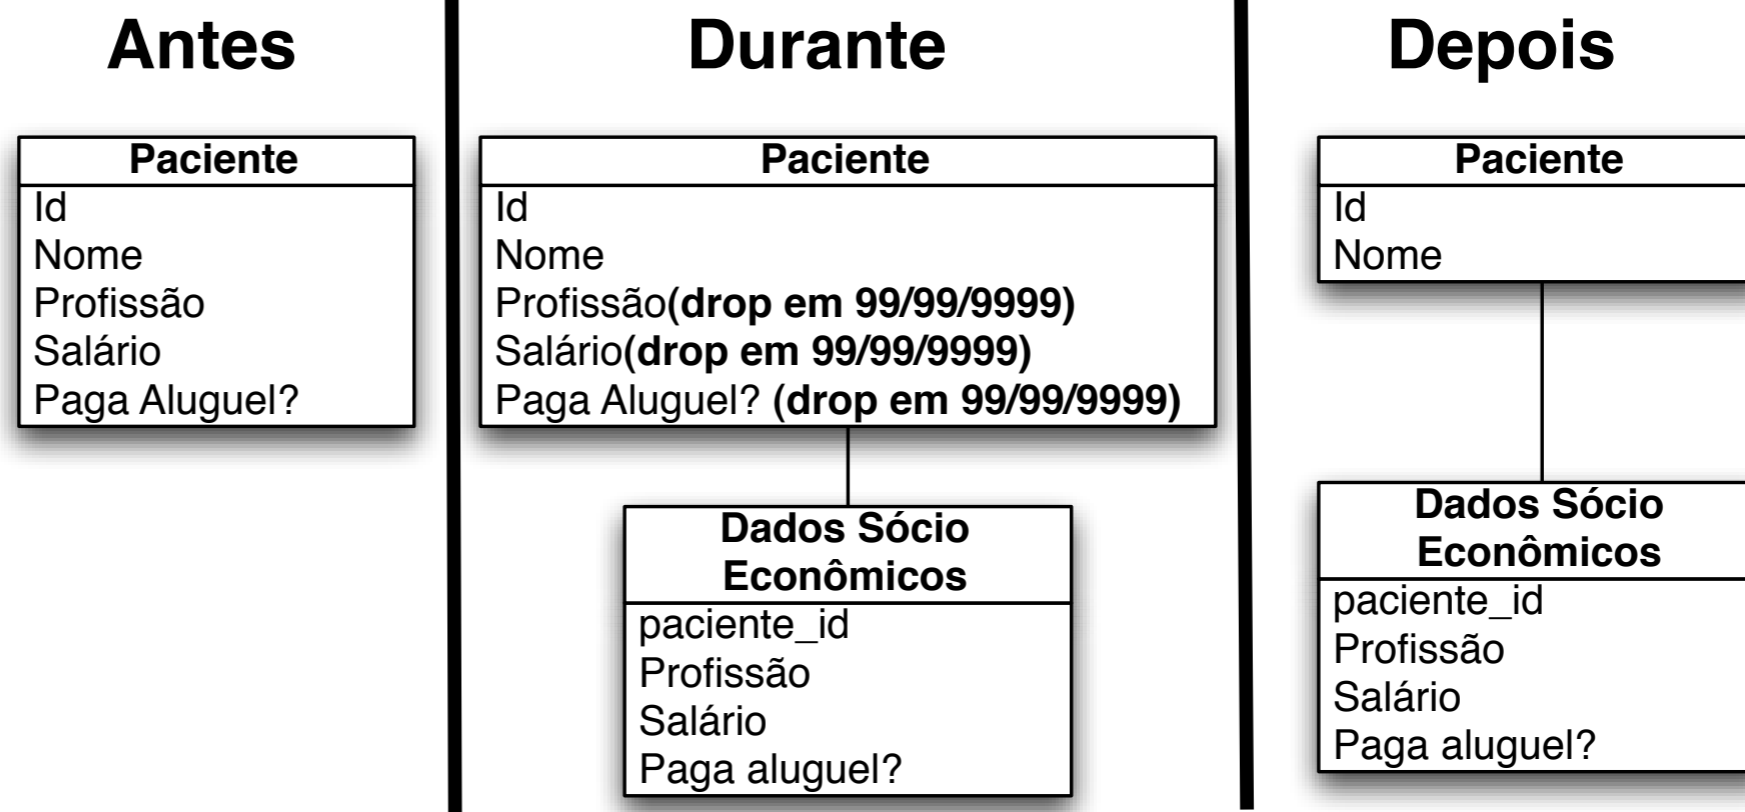 Antes
Paciente
Id
Nome
Profissão
Salário
Paga Aluguel?
Durante
Paciente
Id
Nome
Profissão(drop em 99/99/9999)
Salário(drop em 99/99/9999)
Paga Aluguel? (drop em 99/99/9999)
Dados Sócio
Econômicos
paciente_id
Profissão
Salário
Paga aluguel?
Depois
Paciente
Id
Nome
Dados Sócio
Econômicos
paciente_id
Profissão
Salário
Paga aluguel?